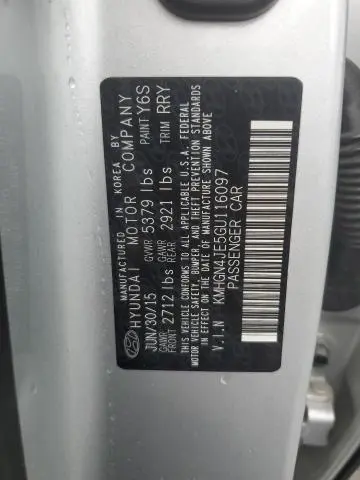 MANUFACTURED IN KOREA BY
HYUNDAI MOTOR COMPANY
JUN/30/15 GVWR 5379 lbs PAINT Y6S
GAWR FRONT 2712 lbs GAWR REAR 2921 lbs TRIM RRY
THIS VEHICLE CONFORMS TO ALL APPLICABLE U.S.A. FEDERAL
MOTOR VEHICLE SAFETY, BUMPER, AND THEFT PREVENTION STANDARDS
IN EFFECT ON THE DATE OF MANUFACTURE SHOWN ABOVE
V.I.N KMHGN4JE5GU116097
PASSENGER CAR